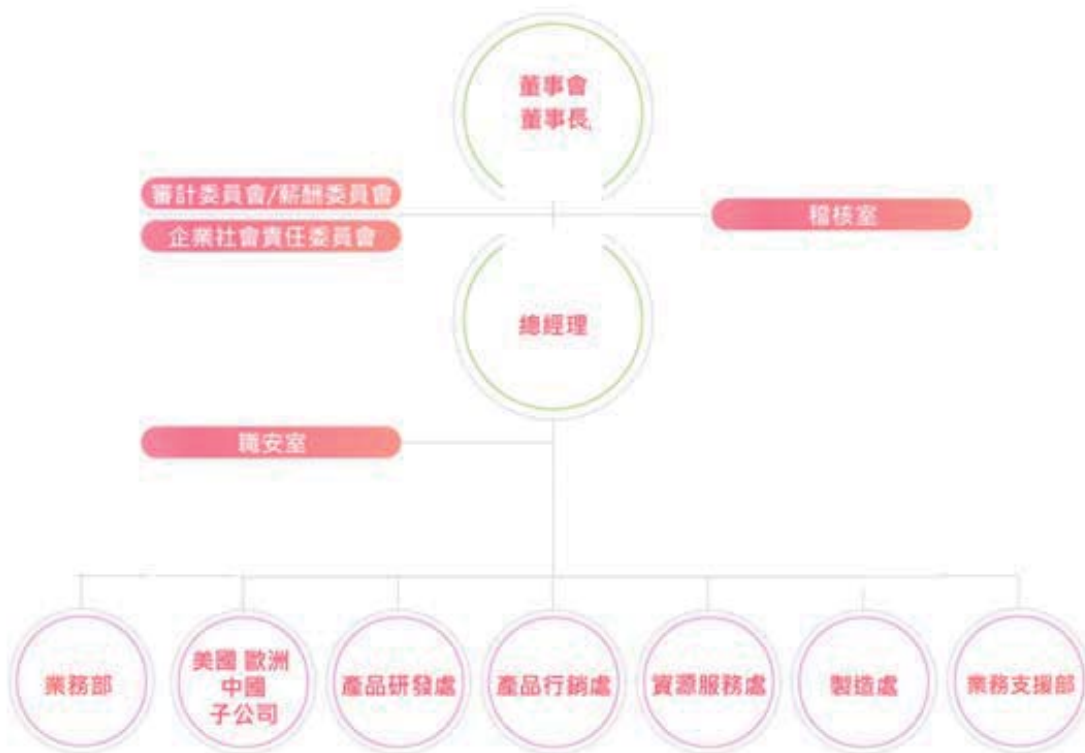 董事會
董事長
審計委員會/薪酬委員會
企業社會責任委員會
稽核室
總經理
職安室
業務部
美國 歐洲
中國
子公司
產品研發處
產品行銷處
資源服務處
製造處
業務支援部